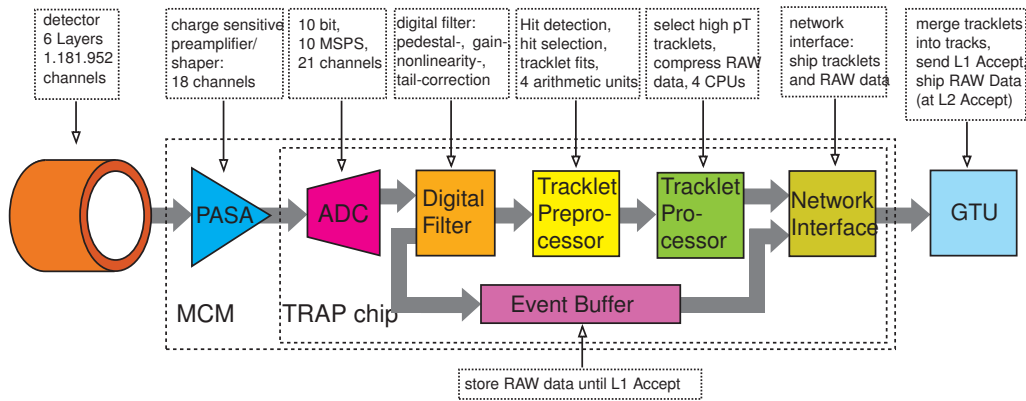 detector
6 Layers
1.181.952
channels
charge sensitive
preamplifier/
shaper:
18 channels
10 bit,
10 MSPS,
21 channels
digital filter:
pedestal-, gain-,
nonlinearity-,
tail-correction
Hit detection,
hit selection,
tracklet fits,
4 arithmetic units
select high pT
tracklets,
compress RAW
data, 4 CPUs
network
interface:
ship tracklets
and RAW data
merge tracklets
into tracks,
send L1 Accept,
ship RAW Data
(at L2 Accept)
PASA
ADC
Digital
Filter
Tracklet
Prepro-
cessor
Tracklet
Pro-
cessor
Network
Interface
GTU
MCM
TRAP chip
Event Buffer
store RAW data until L1 Accept